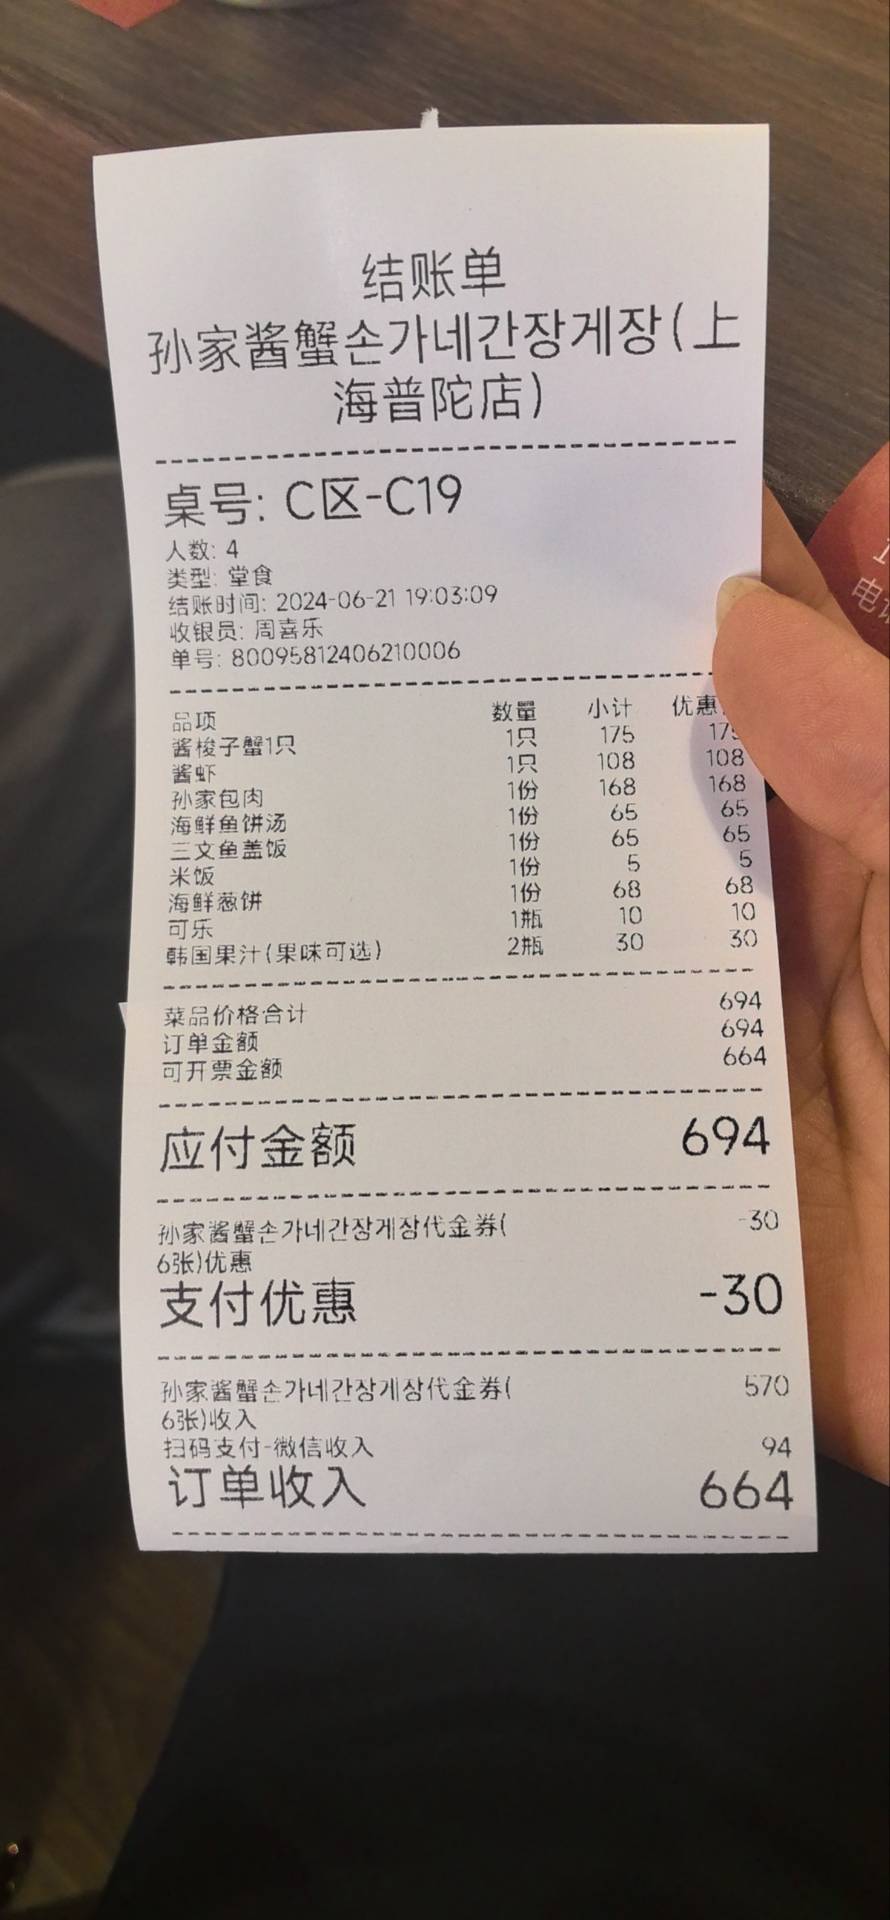 结账单
孙家酱蟹손가네간장게장(上
海普陀店)
桌号: C区-C19
人数: 4
类型: 堂食
结账时间: 2024-06-21 19:03:09
收银员: 周喜乐
单号: 80095812406210006
品项 数量 小计 优惠
酱梭子蟹1只 1只 175 175
酱虾 1只 108 108
孙家包肉 1份 168 168
海鲜鱼饼汤 1份 65 65
三文鱼盖饭 1份 65 65
米饭 1份 5 5
海鲜葱饼 1份 68 68
可乐 1瓶 10 10
韩国果汁(果味可选) 2瓶 30 30
菜品价格合计 694
订单金额 694
可开票金额 664
应付金额 694
孙家酱蟹손가네간장게장代金券( -30
6张)优惠
支付优惠 -30
孙家酱蟹손가네간장게장代金券( 570
6张)收入
扫码支付-微信收入 94
订单收入 664